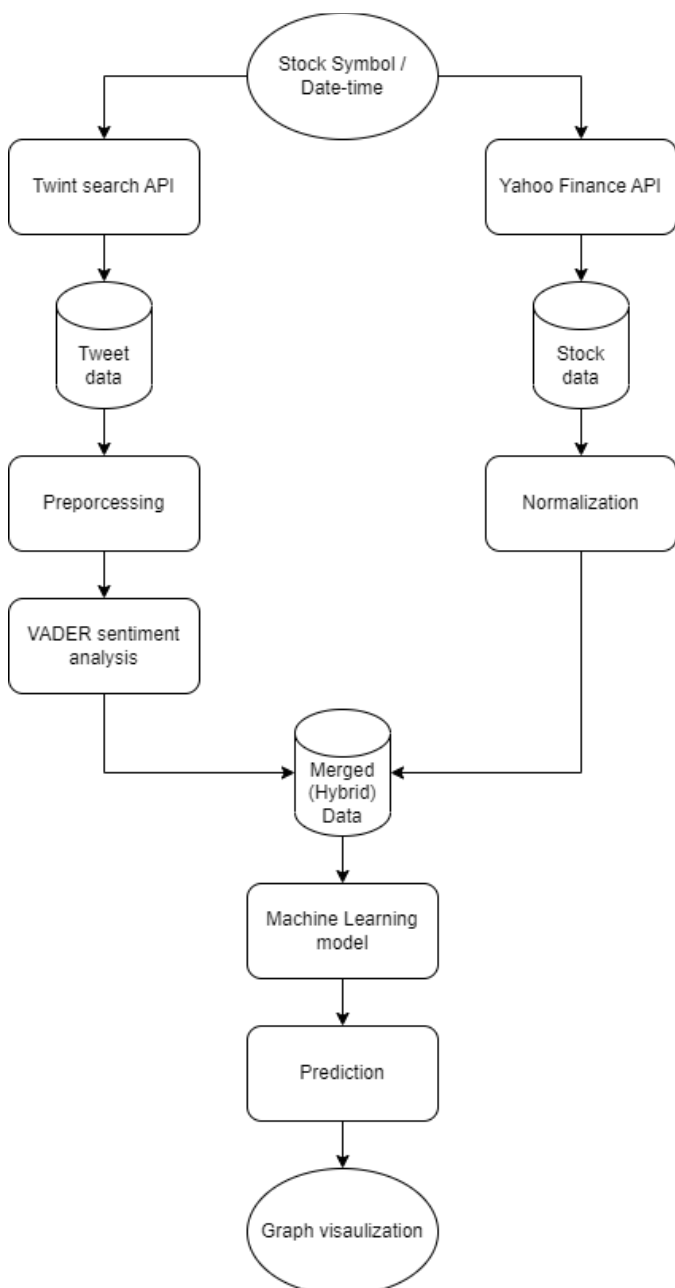 Stock Symbol /
Date-time
Twint search API
Yahoo Finance API
Tweet
data
Stock
data
Preporcessing
Normalization
VADER sentiment
analysis
Merged
(Hybrid)
Data
Machine Learning
model
Prediction
Graph visaulization